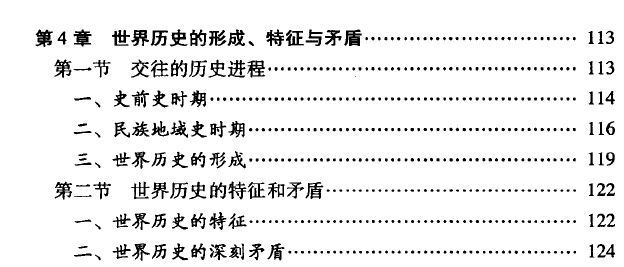 第4章 世界历史的形成、特征与矛盾………………………… 113
第一节 交往的历史进程………………………………… 113
一、史前史时期………………………………………… 114
二、民族地域史时期…………………………………… 116
三、世界历史的形成…………………………………… 119
第二节 世界历史的特征和矛盾………………………… 122
一、世界历史的特征…………………………………… 122
二、世界历史的深刻矛盾……………………………… 124